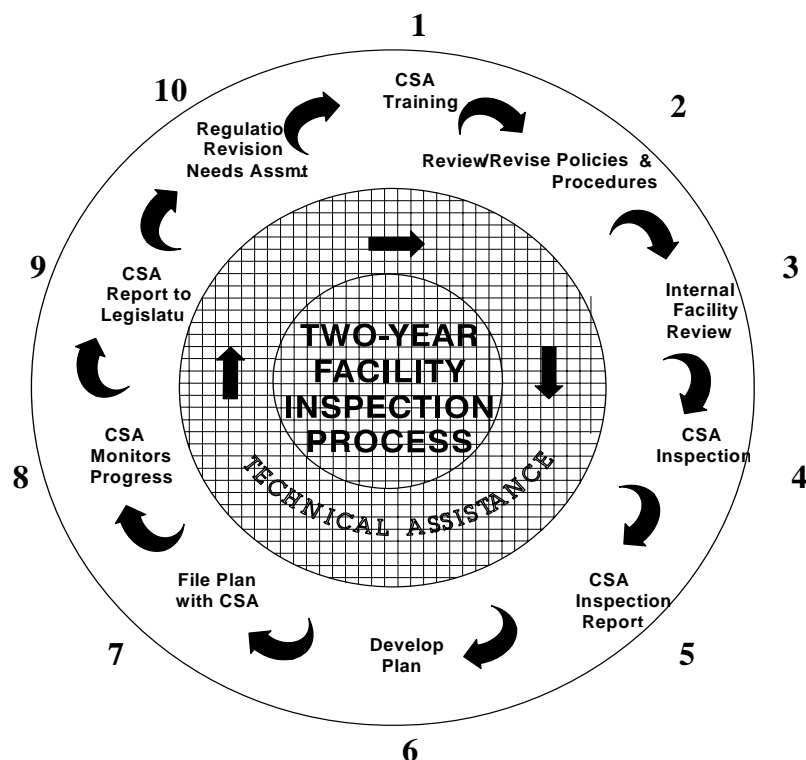 1
CSA
Training
2
Review/Revise Policies &
Procedures
3
Internal
Facility
Review
4
CSA
Inspection
5
CSA
Inspection
Report
6
Develop
Plan
7
File Plan
with CSA
8
CSA
Monitors
Progress
9
CSA
Report to
Legislatu
10
Regulatio
Revision
Needs Assmt.
TWO-YEAR
FACILITY
INSPECTION
PROCESS
TECHNICAL ASSISTANCE